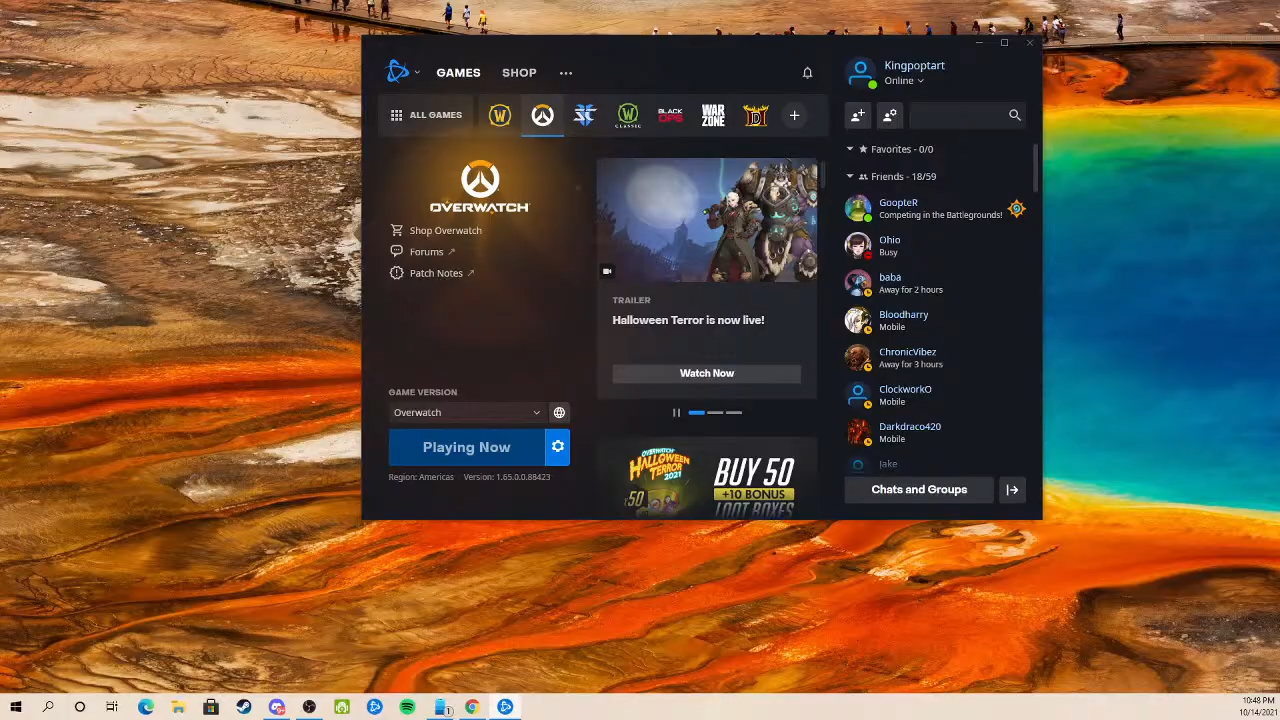 GAMES SHOP
Kingpoptart
Online
ALL GAMES
W
W
CLASSIC
BLACK
OPS
WAR
ZONE
II
Favorites - 0/0
Friends - 18/59
GoopteR
Competing in the Battlegrounds!
Ohio
Busy
baba
Away for 2 hours
Bloodharry
Mobile
ChronicVibez
Away for 3 hours
ClockworkO
Mobile
Darkdraco420
Mobile
Jake
Chats and Groups
OVERWATCH
Shop Overwatch
Forums
Patch Notes
TRAILER
Halloween Terror is now live!
Watch Now
GAME VERSION
Overwatch
Playing Now
Region: Americas Version: 1.65.0.0.88423
OVERWATCH
HALLOWEEN
TERROR
2021
50
BUY 50
+10 BONUS
LOOT BOXES
1
10:48 PM
10/14/2021